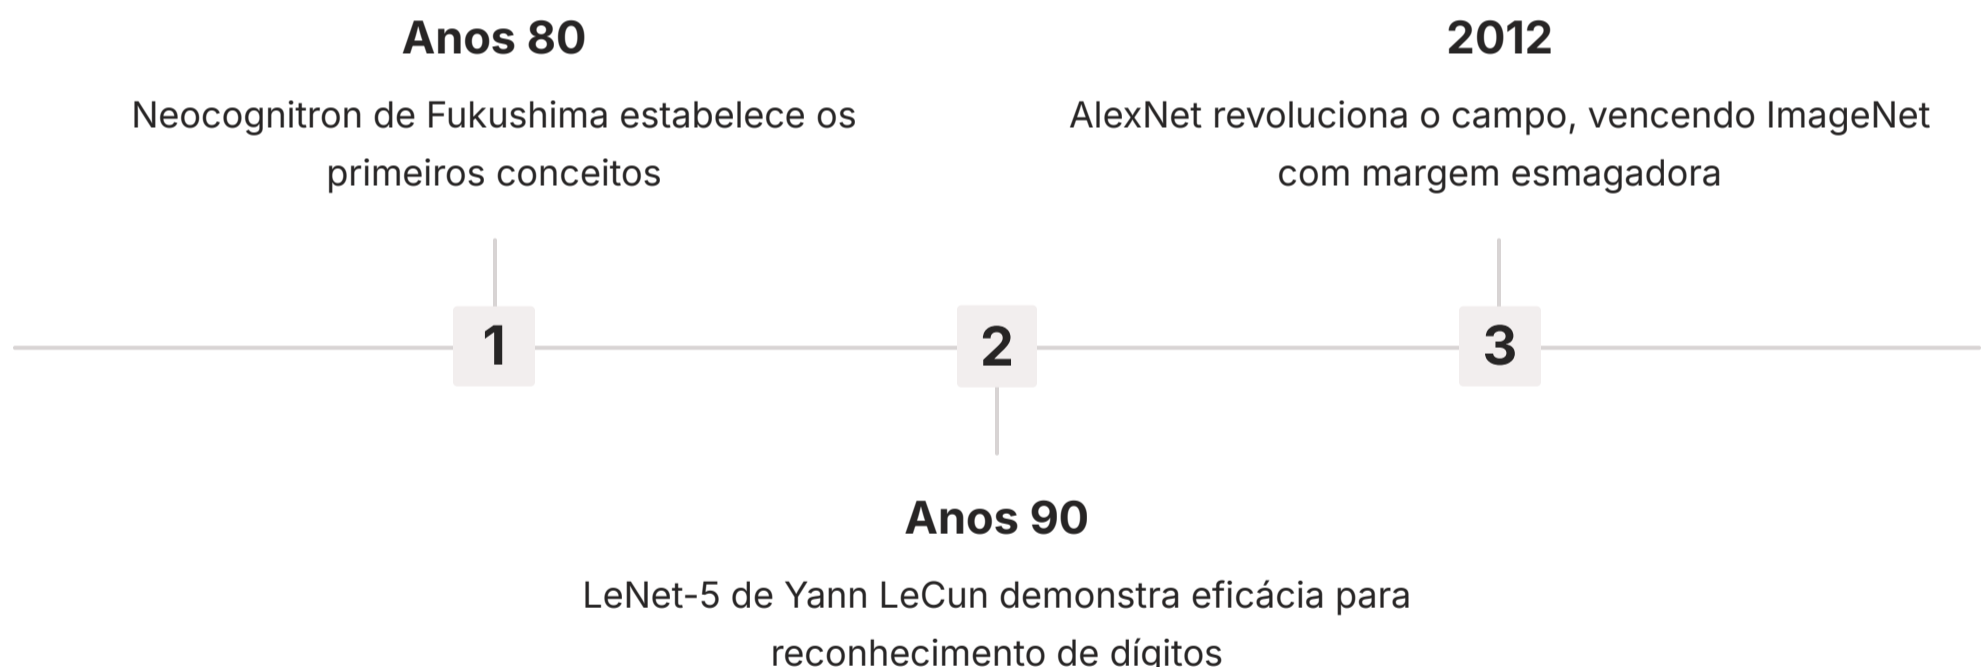 Anos 80
Neocognitron de Fukushima estabelece os
primeiros conceitos
2012
AlexNet revoluciona o campo, vencendo ImageNet
com margem esmagadora
1
2
3
Anos 90
LeNet-5 de Yann LeCun demonstra eficácia para
reconhecimento de dígitos